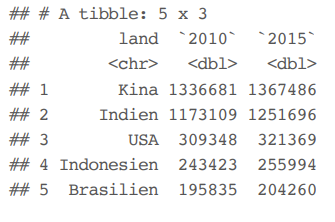 ## # A tibble: 5 x 3
## land `2010` `2015`
## <chr> <dbl> <dbl>
## 1 Kina 1336681 1367486
## 2 Indien 1173109 1251696
## 3 USA 309348 321369
## 4 Indonesien 243423 255994
## 5 Brasilien 195835 204260